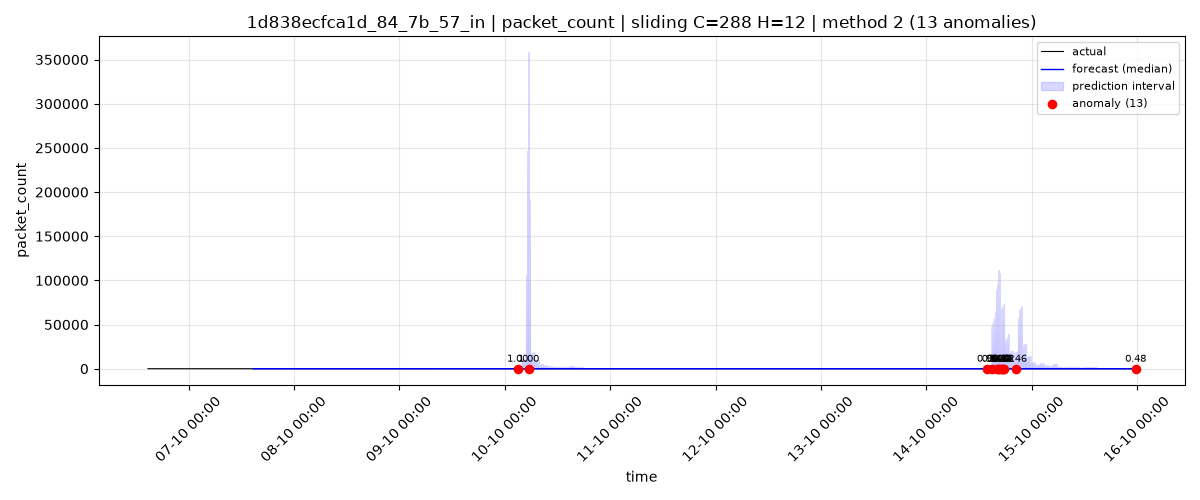 1d838ecfca1d_84_7b_57_in | packet_count | sliding C=288 H=12 | method 2 (13 anomalies)
actual
forecast (median)
prediction interval
anomaly (13)
packet_count
350000
300000
250000
200000
150000
100000
50000
0
0.48
07-10 00:00
08-10 00:00
09-10 00:00
10-10 00:00
11-10 00:00
12-10 00:00
13-10 00:00
14-10 00:00
15-10 00:00
16-10 00:00
time